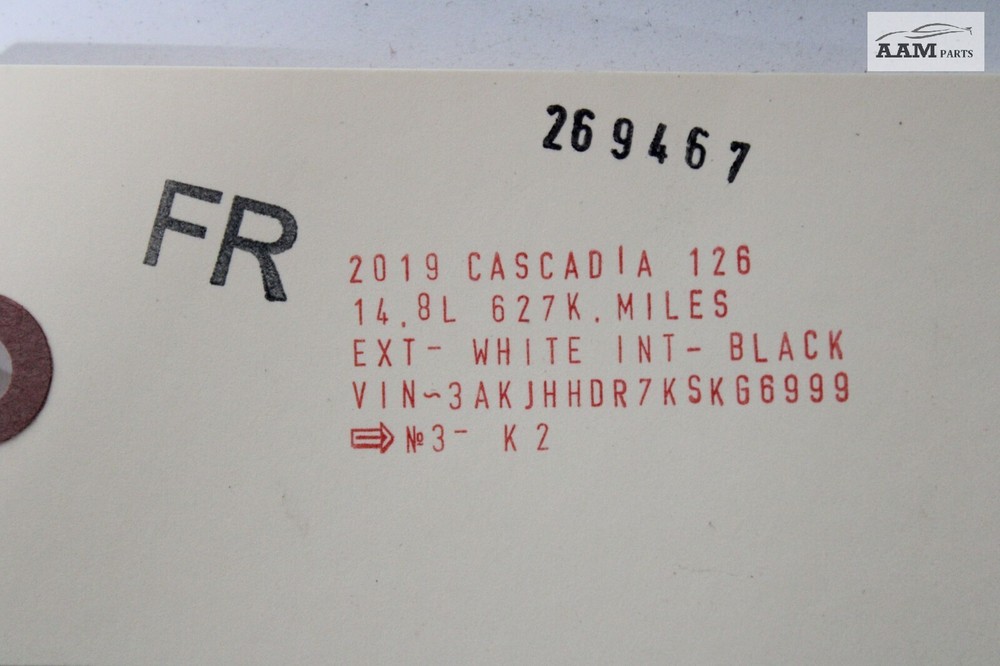 AAM PARTS
269467
FR
2019 CASCADIA 126
14.8L 627K.MILES
EXT- WHITE INT- BLACK
VIN~3AKJHHDR7KSKG6999
⇒ №3- K2